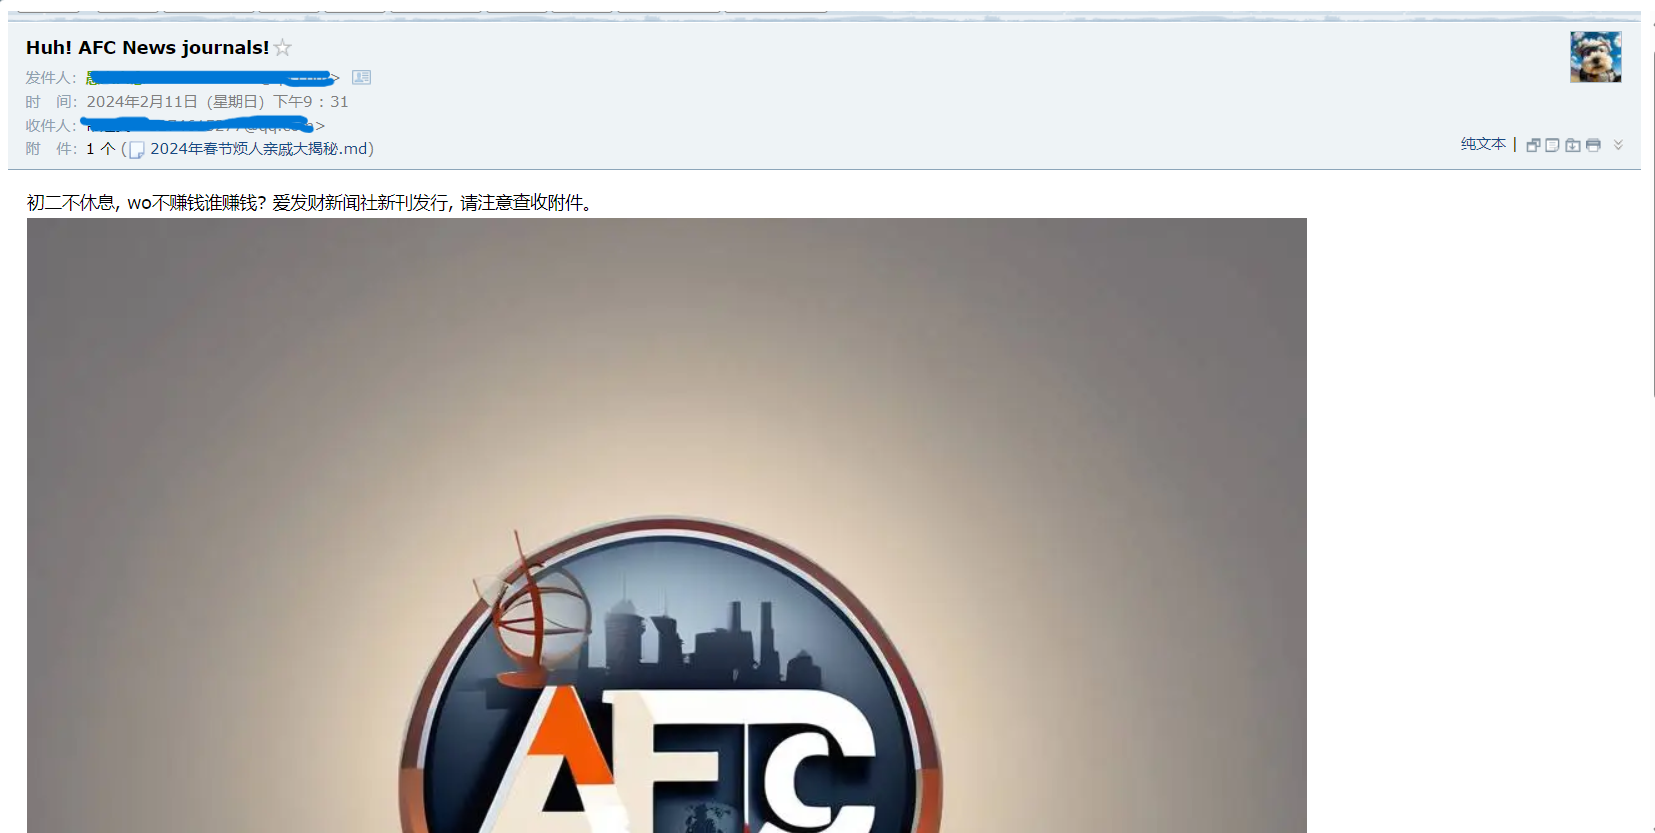 Huh! AFC News journals!
发件人：
时　间：2024年2月11日（星期日）下午9：31
收件人：
附　件：1 个（2024年春节烦人亲戚大揭秘.md）
纯文本 |
初二不休息, wo不赚钱谁赚钱? 爱发财新闻社新刊发行, 请注意查收附件。
AFC